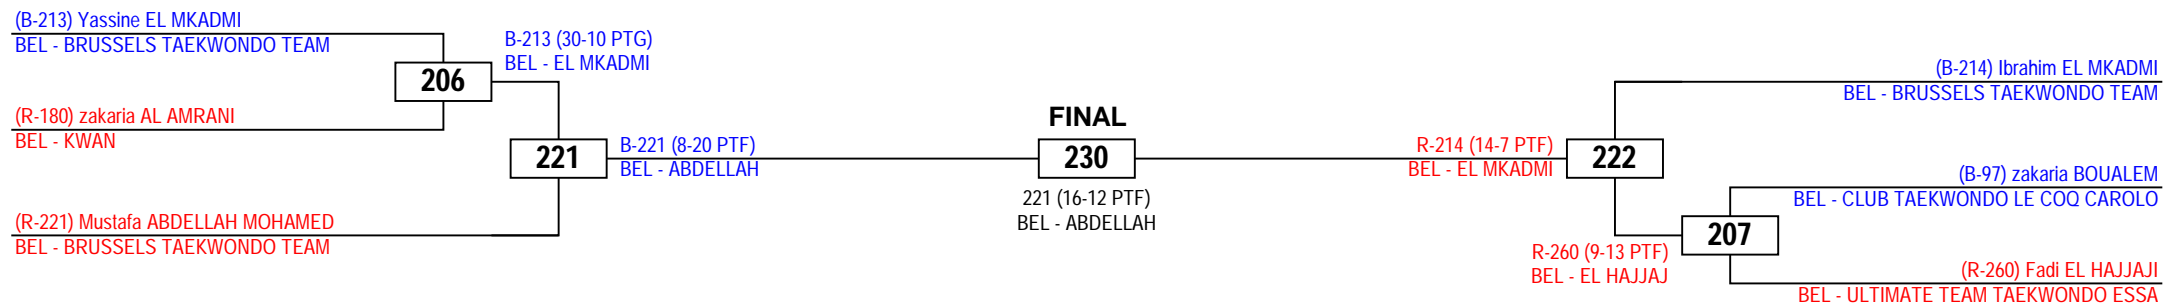 (B-213) Yassine EL MKADMI
BEL - BRUSSELS TAEKWONDO TEAM
206
B-213 (30-10 PTG)
BEL - EL MKADMI
(R-180) zakaria AL AMRANI
BEL - KWAN
221
B-221 (8-20 PTF)
BEL - ABDELLAH
(R-221) Mustafa ABDELLAH MOHAMED
BEL - BRUSSELS TAEKWONDO TEAM
FINAL
230
221 (16-12 PTF)
BEL - ABDELLAH
R-214 (14-7 PTF)
BEL - EL MKADMI
222
(B-214) Ibrahim EL MKADMI
BEL - BRUSSELS TAEKWONDO TEAM
(B-97) zakaria BOUALEM
BEL - CLUB TAEKWONDO LE COQ CAROLO
207
R-260 (9-13 PTF)
BEL - EL HAJJAJ
(R-260) Fadi EL HAJJAJI
BEL - ULTIMATE TEAM TAEKWONDO ESSA